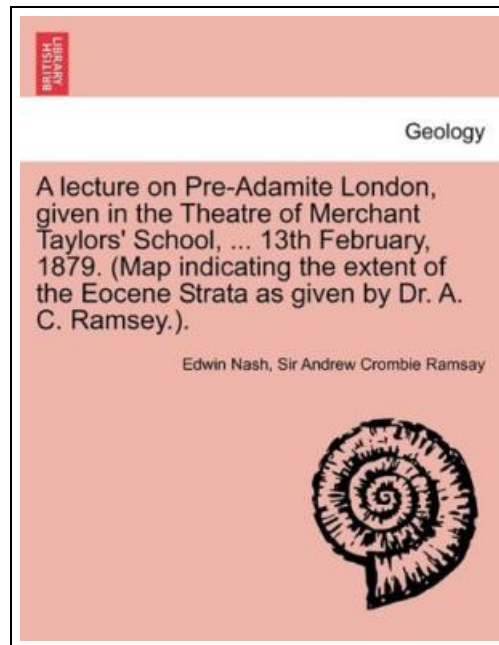 BRITISH
LIBRARY
Geology
A lecture on Pre-Adamite London,
given in the Theatre of Merchant
Taylors' School, ... 13th February,
1879. (Map indicating the extent of
the Eocene Strata as given by Dr. A.
C. Ramsey.).
Edwin Nash, Sir Andrew Crombie Ramsay